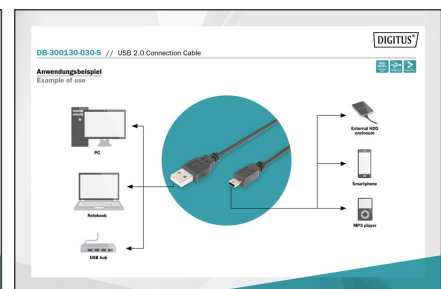 DIGITUS®
DB-300130-030-S // USB 2.0 Connection Cable
Anwendungsbeispiel
Example of use
PC
Notebook
USB hub
External HDD
enclosure
Smartphone
MP3 player